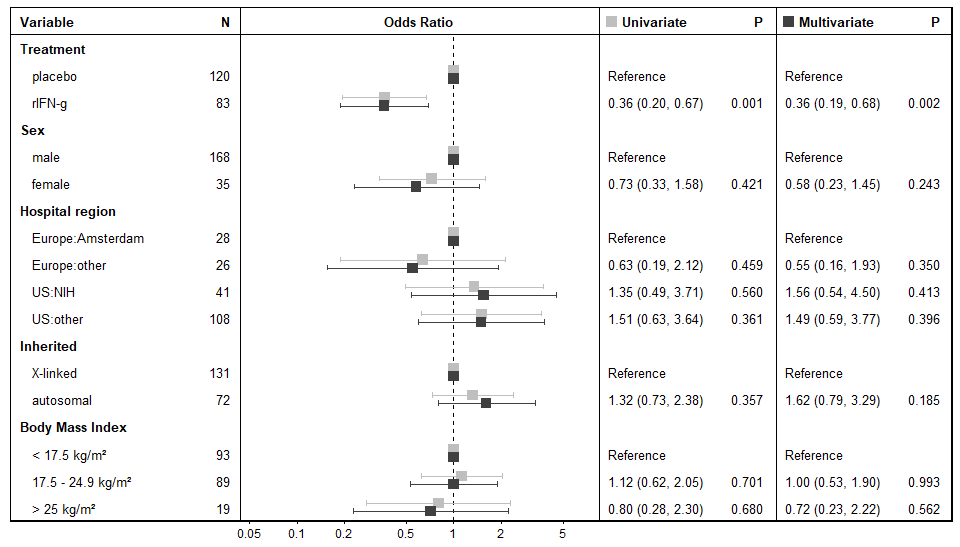 Variable N Odds Ratio Univariate P Multivariate P
Treatment
placebo 120 Reference Reference
rIFN-g 83 0.36 (0.20, 0.67) 0.001 0.36 (0.19, 0.68) 0.002
Sex
male 168 Reference Reference
female 35 0.73 (0.33, 1.58) 0.421 0.58 (0.23, 1.45) 0.243
Hospital region
Europe:Amsterdam 28 Reference Reference
Europe:other 26 0.63 (0.19, 2.12) 0.459 0.55 (0.16, 1.93) 0.350
US:NIH 41 1.35 (0.49, 3.71) 0.560 1.56 (0.54, 4.50) 0.413
US:other 108 1.51 (0.63, 3.64) 0.361 1.49 (0.59, 3.77) 0.396
Inherited
X-linked 131 Reference Reference
autosomal 72 1.32 (0.73, 2.38) 0.357 1.62 (0.79, 3.29) 0.185
Body Mass Index
< 17.5 kg/m² 93 Reference Reference
17.5 - 24.9 kg/m² 89 1.12 (0.62, 2.05) 0.701 1.00 (0.53, 1.90) 0.993
> 25 kg/m² 19 0.80 (0.28, 2.30) 0.680 0.72 (0.23, 2.22) 0.562
0.05 0.1 0.2 0.5 1 2 5